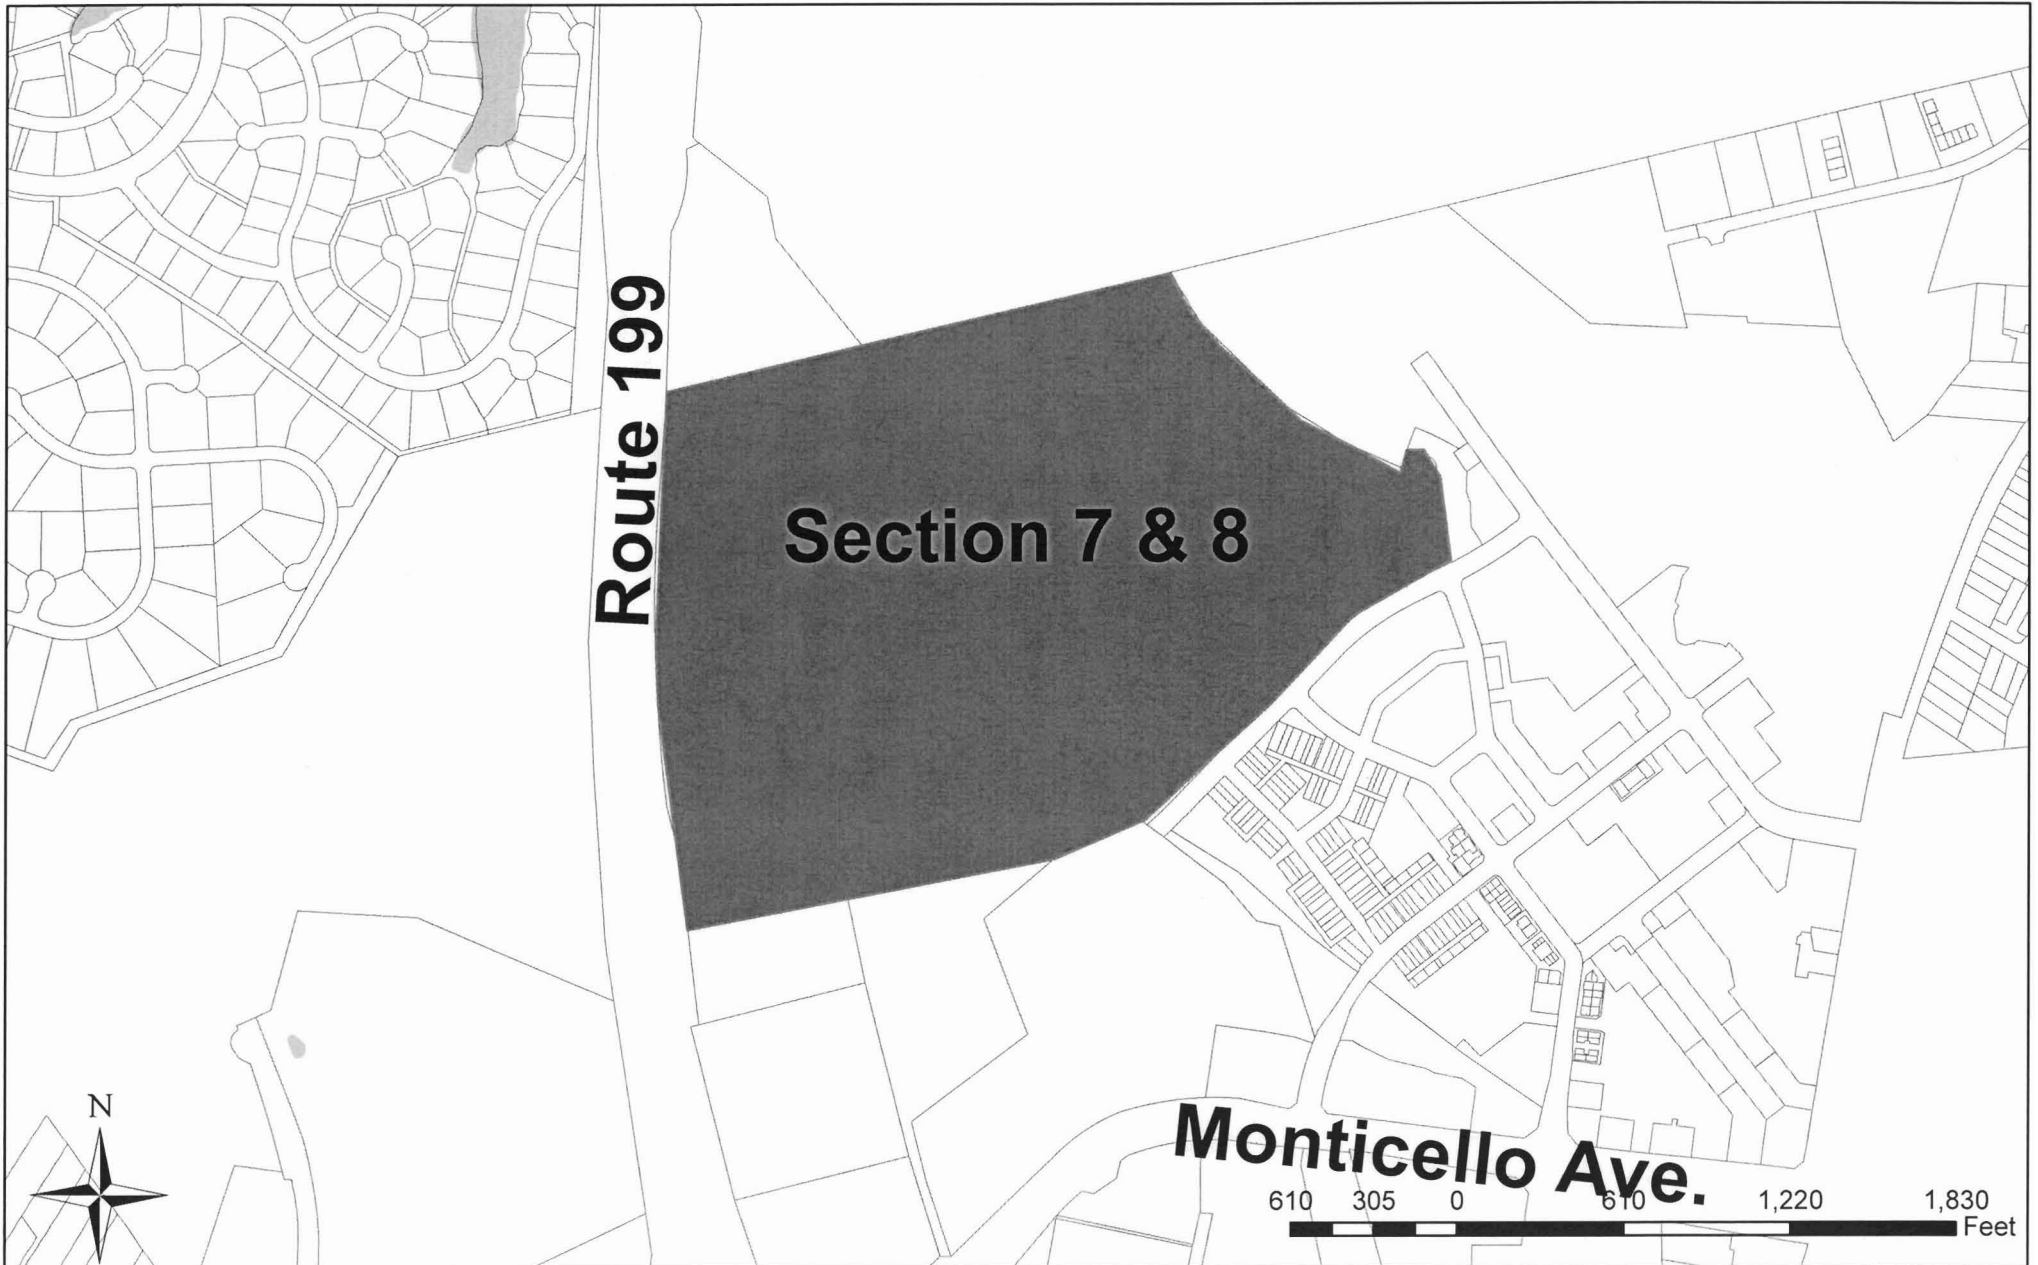 Route 199
Section 7 & 8
N
Monticello Ave.
610 305 0 610 1,220 1,830
Feet